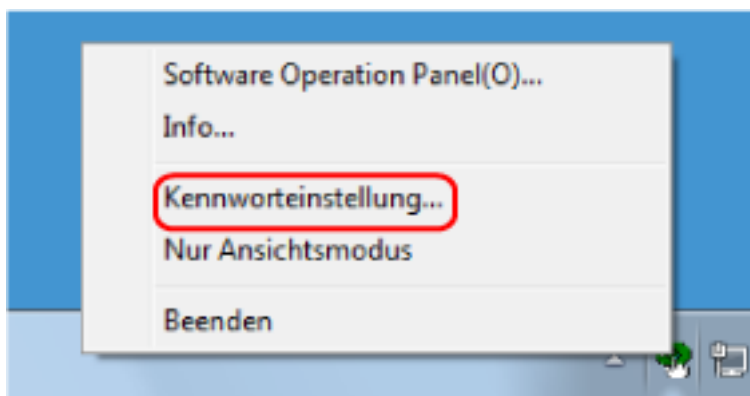 Software Operation Panel(O)...
Info...
Kennworteinstellung...
Nur Ansichtsmodus
Beenden